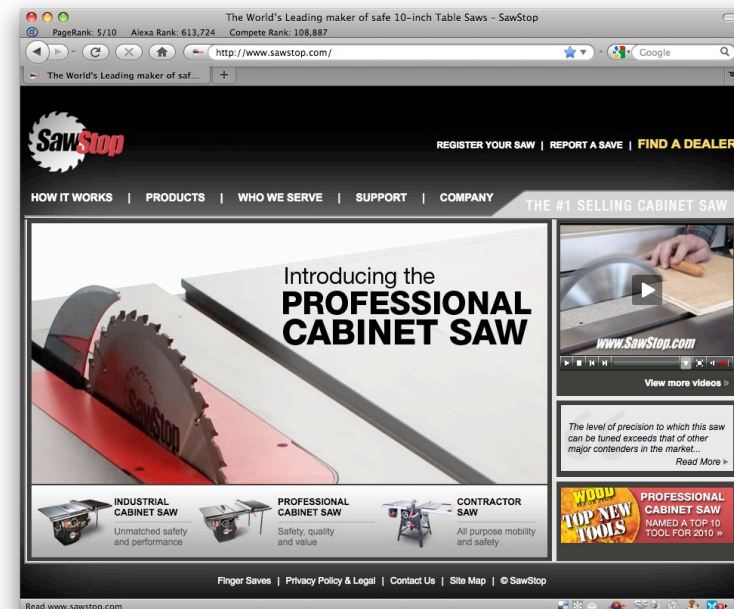 The World's Leading maker of safe 10-inch Table Saws - SawStop
PageRank: 5/10 Alexa Rank: 613,724 Compete Rank: 108,887
http://www.sawstop.com/
Google
The World's Leading maker of saf...
SawStop
REGISTER YOUR SAW | REPORT A SAVE | FIND A DEALER
HOW IT WORKS | PRODUCTS | WHO WE SERVE | SUPPORT | COMPANY
THE #1 SELLING CABINET SAW
Introducing the
PROFESSIONAL
CABINET SAW
SawStop
www.SawStop.com
View more videos »
The level of precision to which this saw
can be tuned exceeds that of other
major contenders in the market...
Read More ▸
INDUSTRIAL
CABINET SAW
Unmatched safety
and performance
PROFESSIONAL
CABINET SAW
Safety, quality
and value
CONTRACTOR
SAW
All purpose mobility
and safety
WOOD
TOP NEW
TOOLS
PROFESSIONAL
CABINET SAW
NAMED A TOP 10
TOOL FOR 2010 »
Finger Saves | Privacy Policy & Legal | Contact Us | Site Map | © SawStop
Read www.sawstop.com